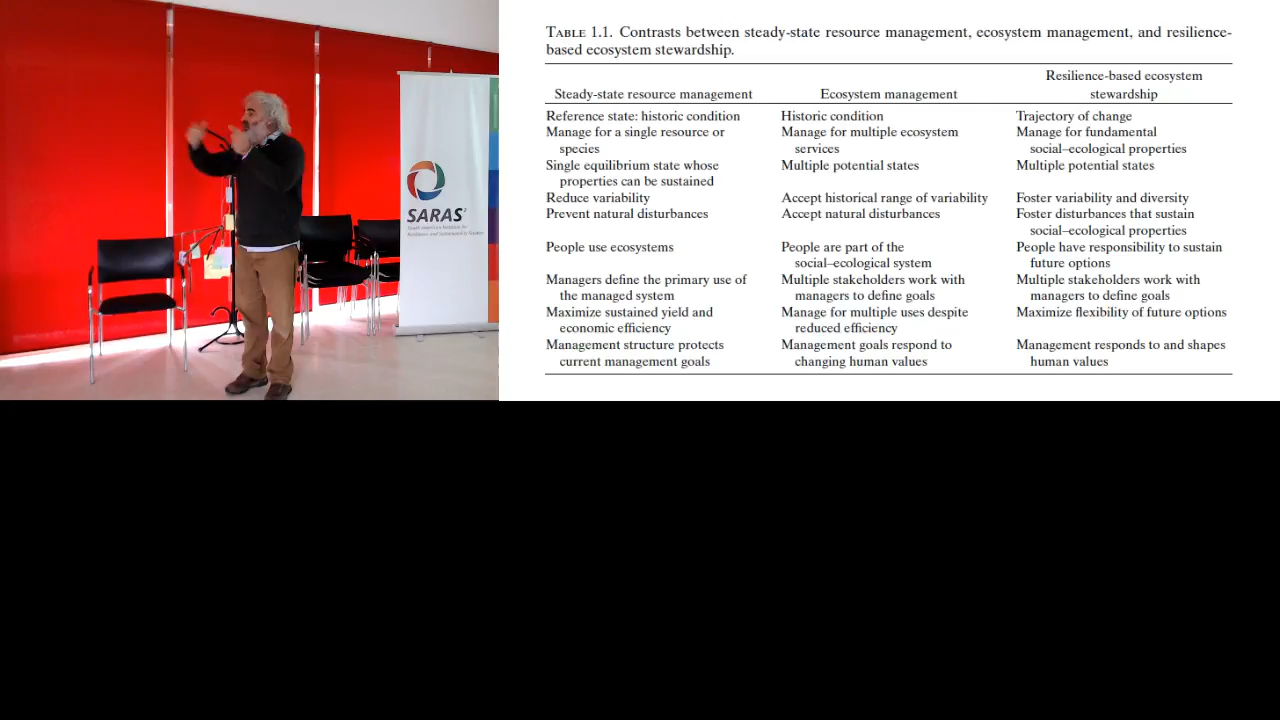 SARAS²
South American Institute for
Resilience and Sustainability Studies
TABLE 1.1. Contrasts between steady-state resource management, ecosystem management, and resilience-
based ecosystem stewardship.
Resilience-based ecosystem
Steady-state resource management Ecosystem management stewardship
Reference state: historic condition Historic condition Trajectory of change
Manage for a single resource or Manage for multiple ecosystem Manage for fundamental
species services social–ecological properties
Single equilibrium state whose Multiple potential states Multiple potential states
properties can be sustained
Reduce variability Accept historical range of variability Foster variability and diversity
Prevent natural disturbances Accept natural disturbances Foster disturbances that sustain
social–ecological properties
People use ecosystems People are part of the People have responsibility to sustain
social–ecological system future options
Managers define the primary use of Multiple stakeholders work with Multiple stakeholders work with
the managed system managers to define goals managers to define goals
Maximize sustained yield and Manage for multiple uses despite Maximize flexibility of future options
economic efficiency reduced efficiency
Management structure protects Management goals respond to Management responds to and shapes
current management goals changing human values human values